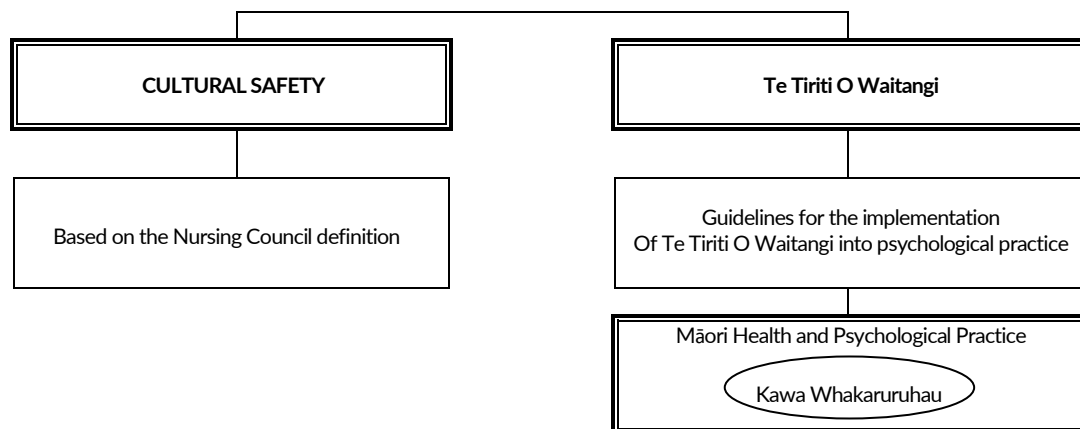 CULTURAL SAFETY
Based on the Nursing Council definition
Te Tiriti O Waitangi
Guidelines for the implementation
Of Te Tiriti O Waitangi into psychological practice
Māori Health and Psychological Practice
Kawa Whakaruruhau